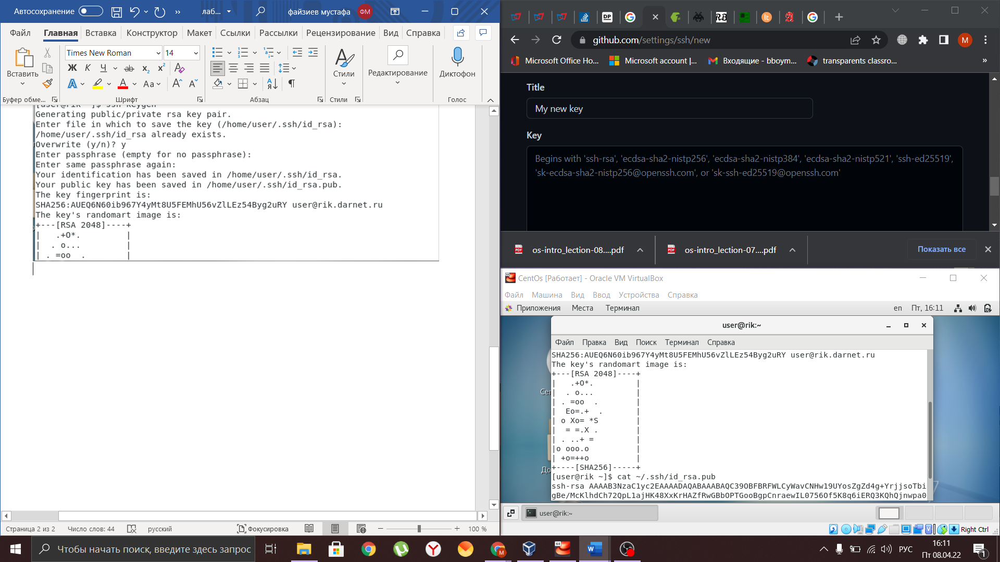 Автосохранение
лаб...
файзиев мустафа
ФМ
Файл Главная Вставка Конструктор Макет Ссылки Рассылки Рецензирование Вид Справка
Вставить
Times New Roman 14
Ж К Ч ab x₂ x²
A A Aa A A
Стили
Редактирование
Диктофон
Буфер обме... Шрифт Абзац Стили Голос
[user@rik ~]$ ssh-keygen
Generating public/private rsa key pair.
Enter file in which to save the key (/home/user/.ssh/id_rsa):
/home/user/.ssh/id_rsa already exists.
Overwrite (y/n)? y
Enter passphrase (empty for no passphrase):
Enter same passphrase again:
Your identification has been saved in /home/user/.ssh/id_rsa.
Your public key has been saved in /home/user/.ssh/id_rsa.pub.
The key fingerprint is:
SHA256:AUEQ6N60ib967Y4yMt8U5FEMhU56vZlLEz54Byg2uRY user@rik.darnet.ru
The key's randomart image is:
+---[RSA 2048]----+
|   .+O*.         |
|  . o...         |
| . =oo  .        |
Страница 2 из 2 Число слов: 44 русский Фокусировка 100 %
github.com/settings/ssh/new
M
Microsoft Office Ho... Microsoft account |... Входящие - bboym... transparents classro... »
Title
My new key
Key
Begins with 'ssh-rsa', 'ecdsa-sha2-nistp256', 'ecdsa-sha2-nistp384', 'ecdsa-sha2-nistp521', 'ssh-ed25519',
'sk-ecdsa-sha2-nistp256@openssh.com', or 'sk-ssh-ed25519@openssh.com'
os-intro_lection-08....pdf os-intro_lection-07....pdf Показать все
CentOs [Работает] - Oracle VM VirtualBox
Файл Машина Вид Ввод Устройства Справка
Приложения Места Терминал en Пт, 16:11
user@rik:~
Файл Правка Вид Поиск Терминал Справка
SHA256:AUEQ6N60ib967Y4yMt8U5FEMhU56vZlLEz54Byg2uRY user@rik.darnet.ru
The key's randomart image is:
+---[RSA 2048]----+
|   .+O*.         |
|  . o...         |
| . =oo  .        |
|  Eo=.+  .       |
| o Xo= *S        |
|  = =.X .        |
| . ..+ =         |
|o ooo.o          |
| +o=++o          |
+----[SHA256]-----+
[user@rik ~]$ cat ~/.ssh/id_rsa.pub
ssh-rsa AAAAB3NzaC1yc2EAAAADAQABAAABAQC39OBFBRFWLCyWavCNHw19UYosZgZd4g+YrjjsoTbi
gBe/McKlhdCh72QpL1ajHK48XxKrHAZfRwGBbOPTGooBgpCnraewIL0756Of5K8q6iERQ3KQhQjnwpa0
user@rik:~
Right Ctrl
Чтобы начать поиск, введите здесь запрос
РУС
16:11
Пт 08.04.22
1